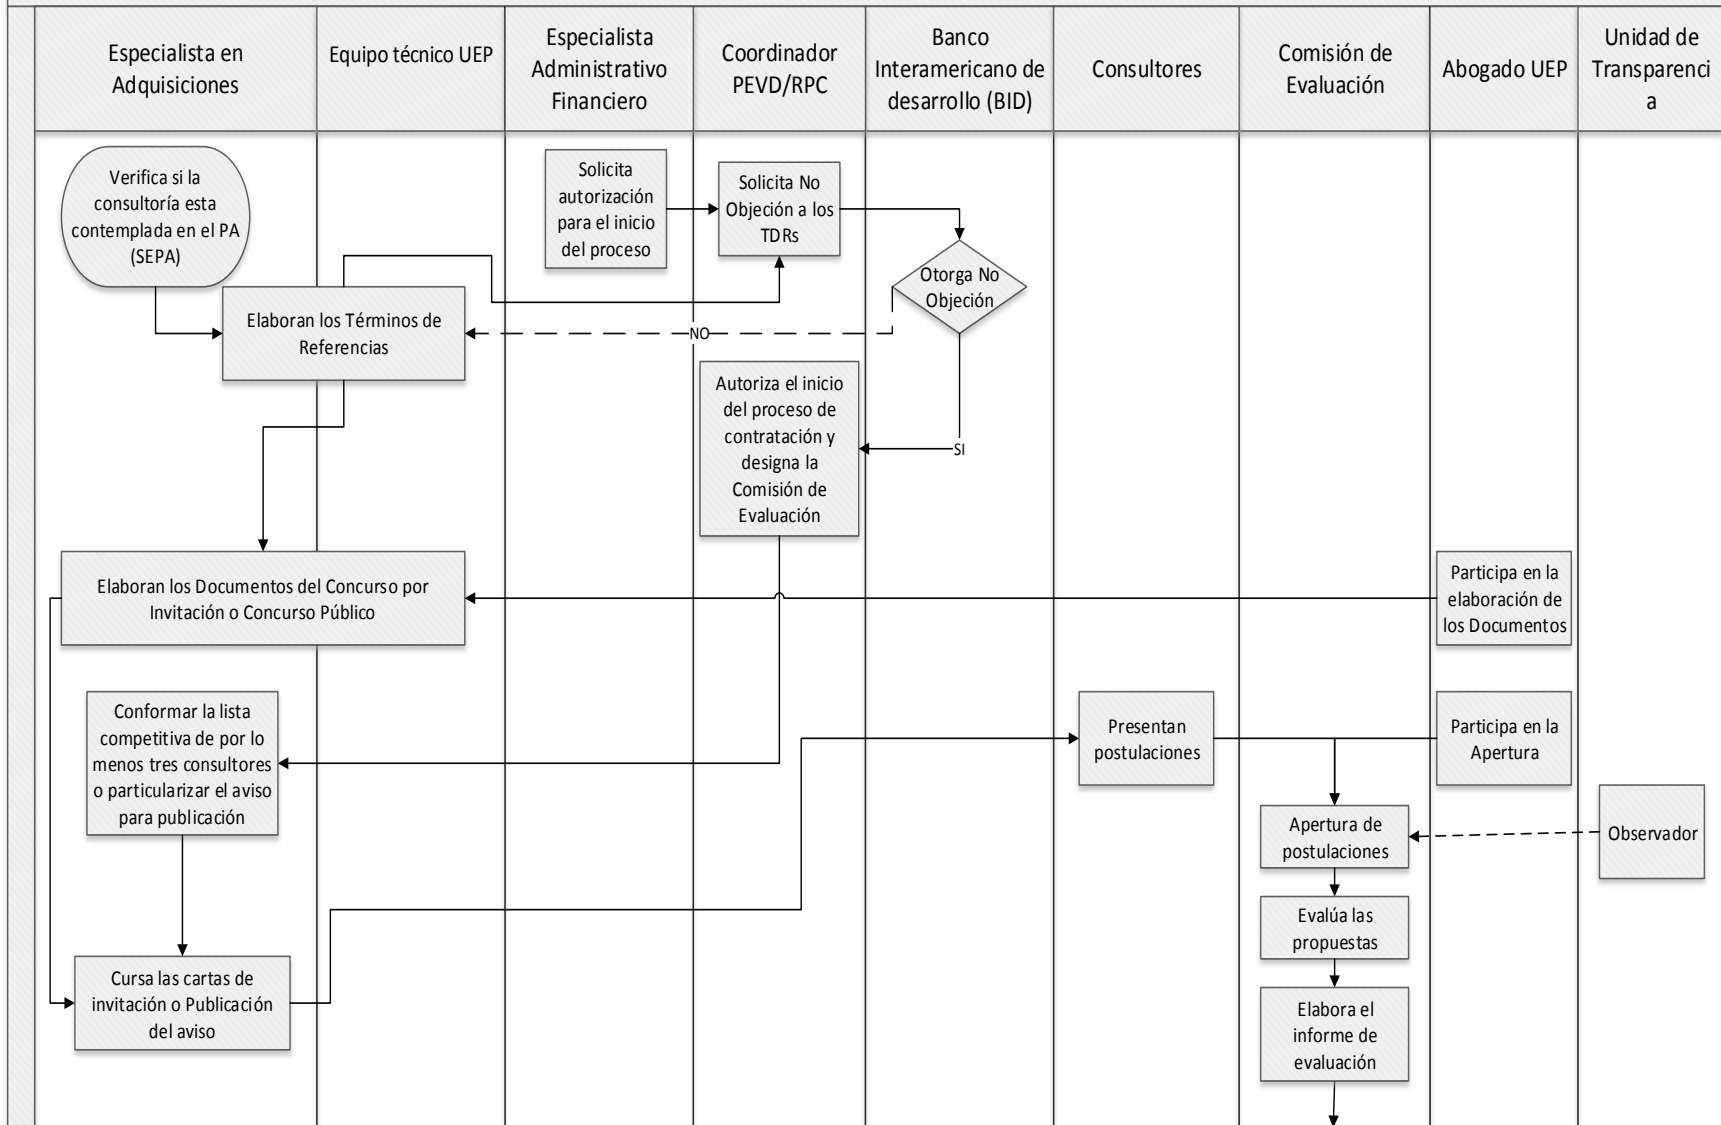 Especialista en
Adquisiciones
Equipo técnico UEP
Especialista
Administrativo
Financiero
Coordinador
PEVD/RPC
Banco
Interamericano de
desarrollo (BID)
Consultores
Comisión de
Evaluación
Abogado UEP
Unidad de
Transparenci
a
Verifica si la
consultoría esta
contemplada en el PA
(SEPA)
Solicita
autorización
para el inicio
del proceso
Solicita No
Objeción a los
TDRs
Otorga No
Objeción
Elaboran los Términos de
Referencias
NO
Autoriza el inicio
del proceso de
contratación y
designa la
Comisión de
Evaluación
SI
Elaboran los Documentos del Concurso por
Invitación o Concurso Público
Participa en la
elaboración de
los Documentos
Conformar la lista
competitiva de por lo
menos tres consultores
o particularizar el aviso
para publicación
Presentan
postulaciones
Participa en la
Apertura
Apertura de
postulaciones
Observador
Evalúa las
propuestas
Cursa las cartas de
invitación o Publicación
del aviso
Elabora el
informe de
evaluación